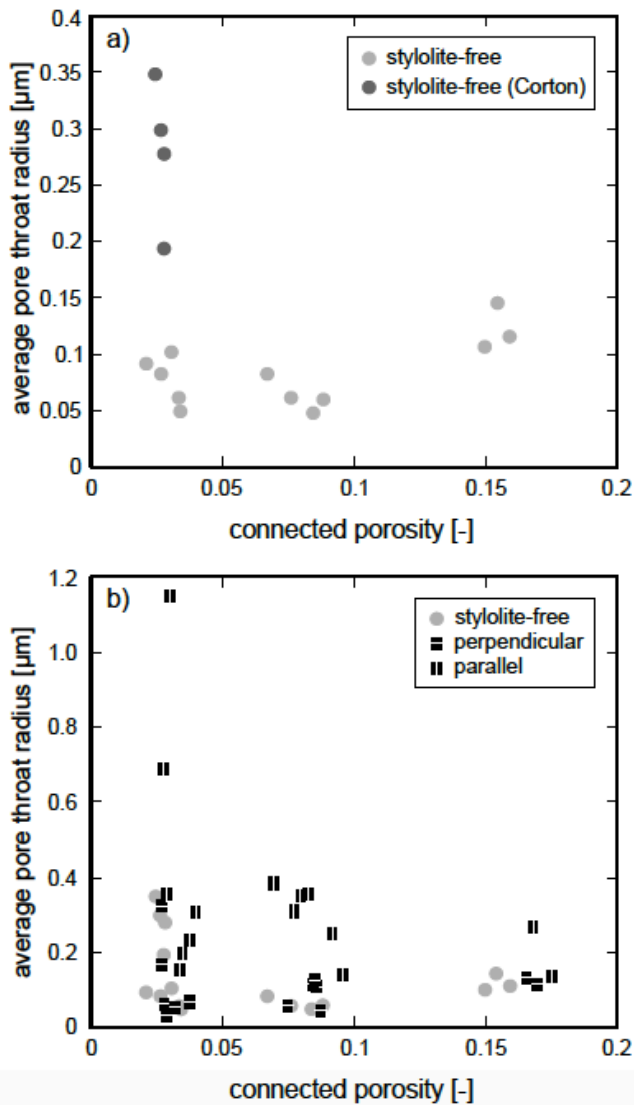 a)
stylolite-free
stylolite-free (Corton)
average pore throat radius [µm]
0.4
0.35
0.3
0.25
0.2
0.15
0.1
0.05
0
0
0.05
0.1
0.15
0.2
connected porosity [-]
b)
stylolite-free
perpendicular
parallel
average pore throat radius [µm]
1.2
1.0
0.8
0.6
0.4
0.2
0
0
0.05
0.1
0.15
0.2
connected porosity [-]